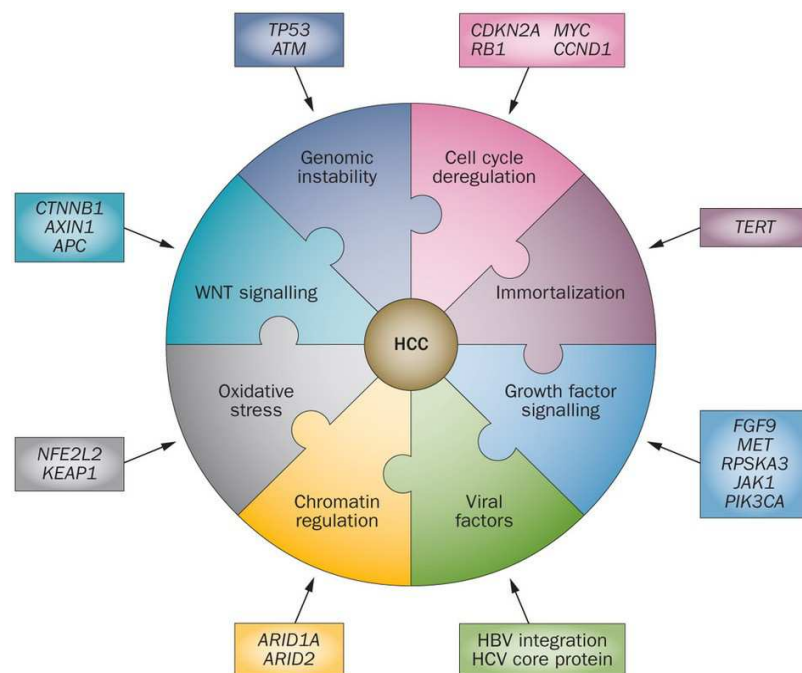 TP53
ATM
CDKN2A MYC
RB1 CCND1
Genomic
instability
Cell cycle
deregulation
CTNNB1
AXIN1
APC
TERT
WNT signalling
Immortalization
HCC
Oxidative
stress
Growth factor
signalling
NFE2L2
KEAP1
FGF9
MET
RPSKA3
JAK1
PIK3CA
Chromatin
regulation
Viral
factors
ARID1A
ARID2
HBV integration
HCV core protein